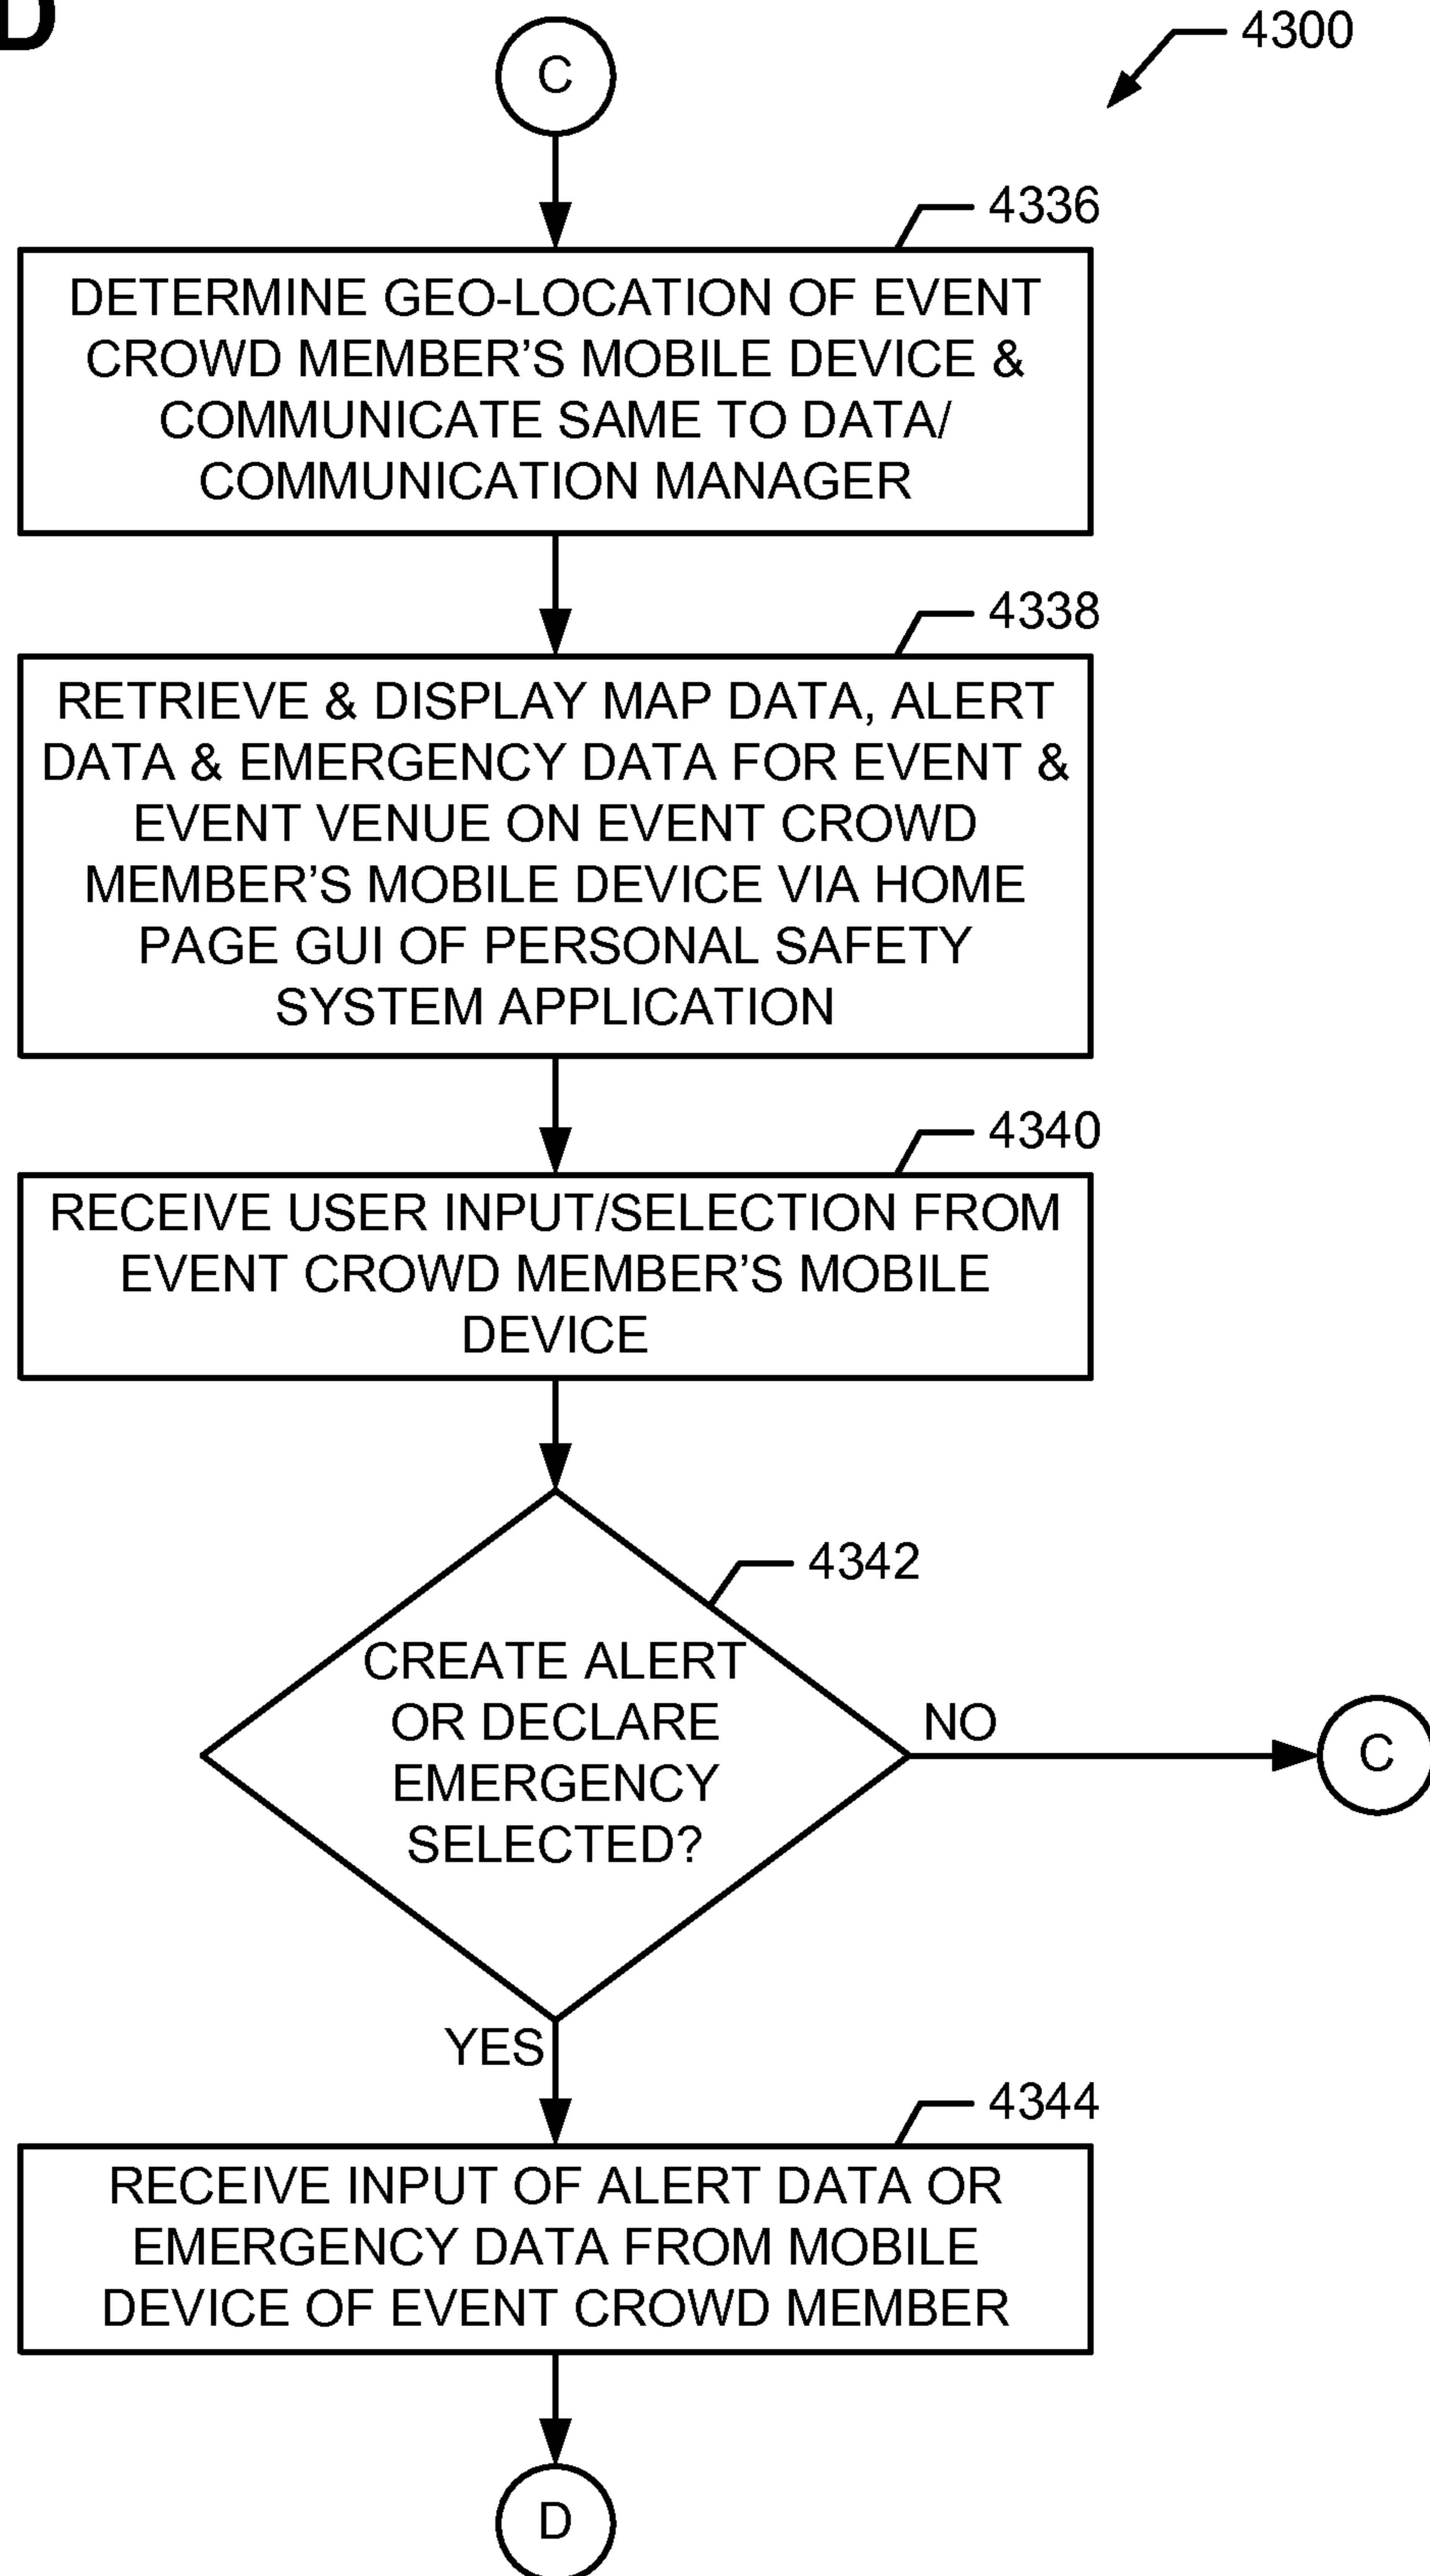 D
4300
C
4336
DETERMINE GEO-LOCATION OF EVENT
CROWD MEMBER’S MOBILE DEVICE &
COMMUNICATE SAME TO DATA/
COMMUNICATION MANAGER
4338
RETRIEVE & DISPLAY MAP DATA, ALERT
DATA & EMERGENCY DATA FOR EVENT &
EVENT VENUE ON EVENT CROWD
MEMBER’S MOBILE DEVICE VIA HOME
PAGE GUI OF PERSONAL SAFETY
SYSTEM APPLICATION
4340
RECEIVE USER INPUT/SELECTION FROM
EVENT CROWD MEMBER’S MOBILE
DEVICE
4342
CREATE ALERT
OR DECLARE
EMERGENCY
SELECTED?
NO
C
YES
4344
RECEIVE INPUT OF ALERT DATA OR
EMERGENCY DATA FROM MOBILE
DEVICE OF EVENT CROWD MEMBER
D